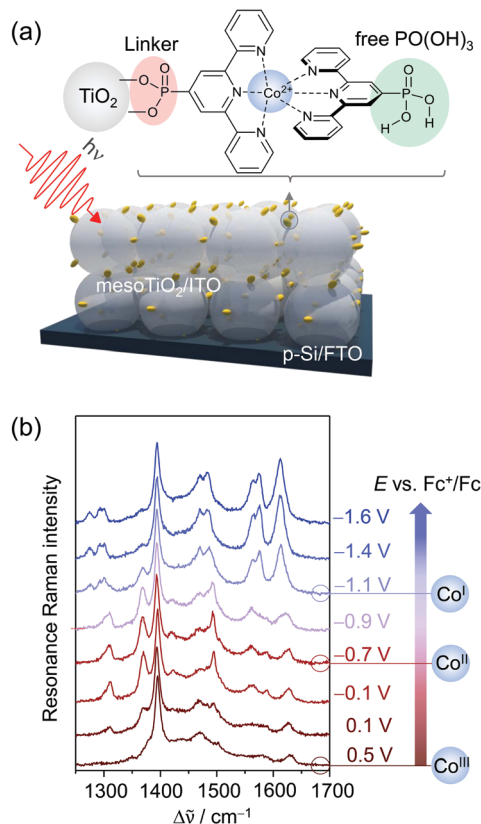 (a)
Linker
free PO(OH)3
TiO2
O
O
P
O
N
N
N
Co2+
N
N
N
O
P
O
O
H
H
hν
mesoTiO2/ITO
p-Si/FTO
(b)
E vs. Fc+/Fc
Resonance Raman intensity
–1.6 V
–1.4 V
–1.1 V
CoI
–0.9 V
–0.7 V
CoII
–0.1 V
0.1 V
0.5 V
CoIII
1300 1400 1500 1600 1700
Δν̃ / cm–1